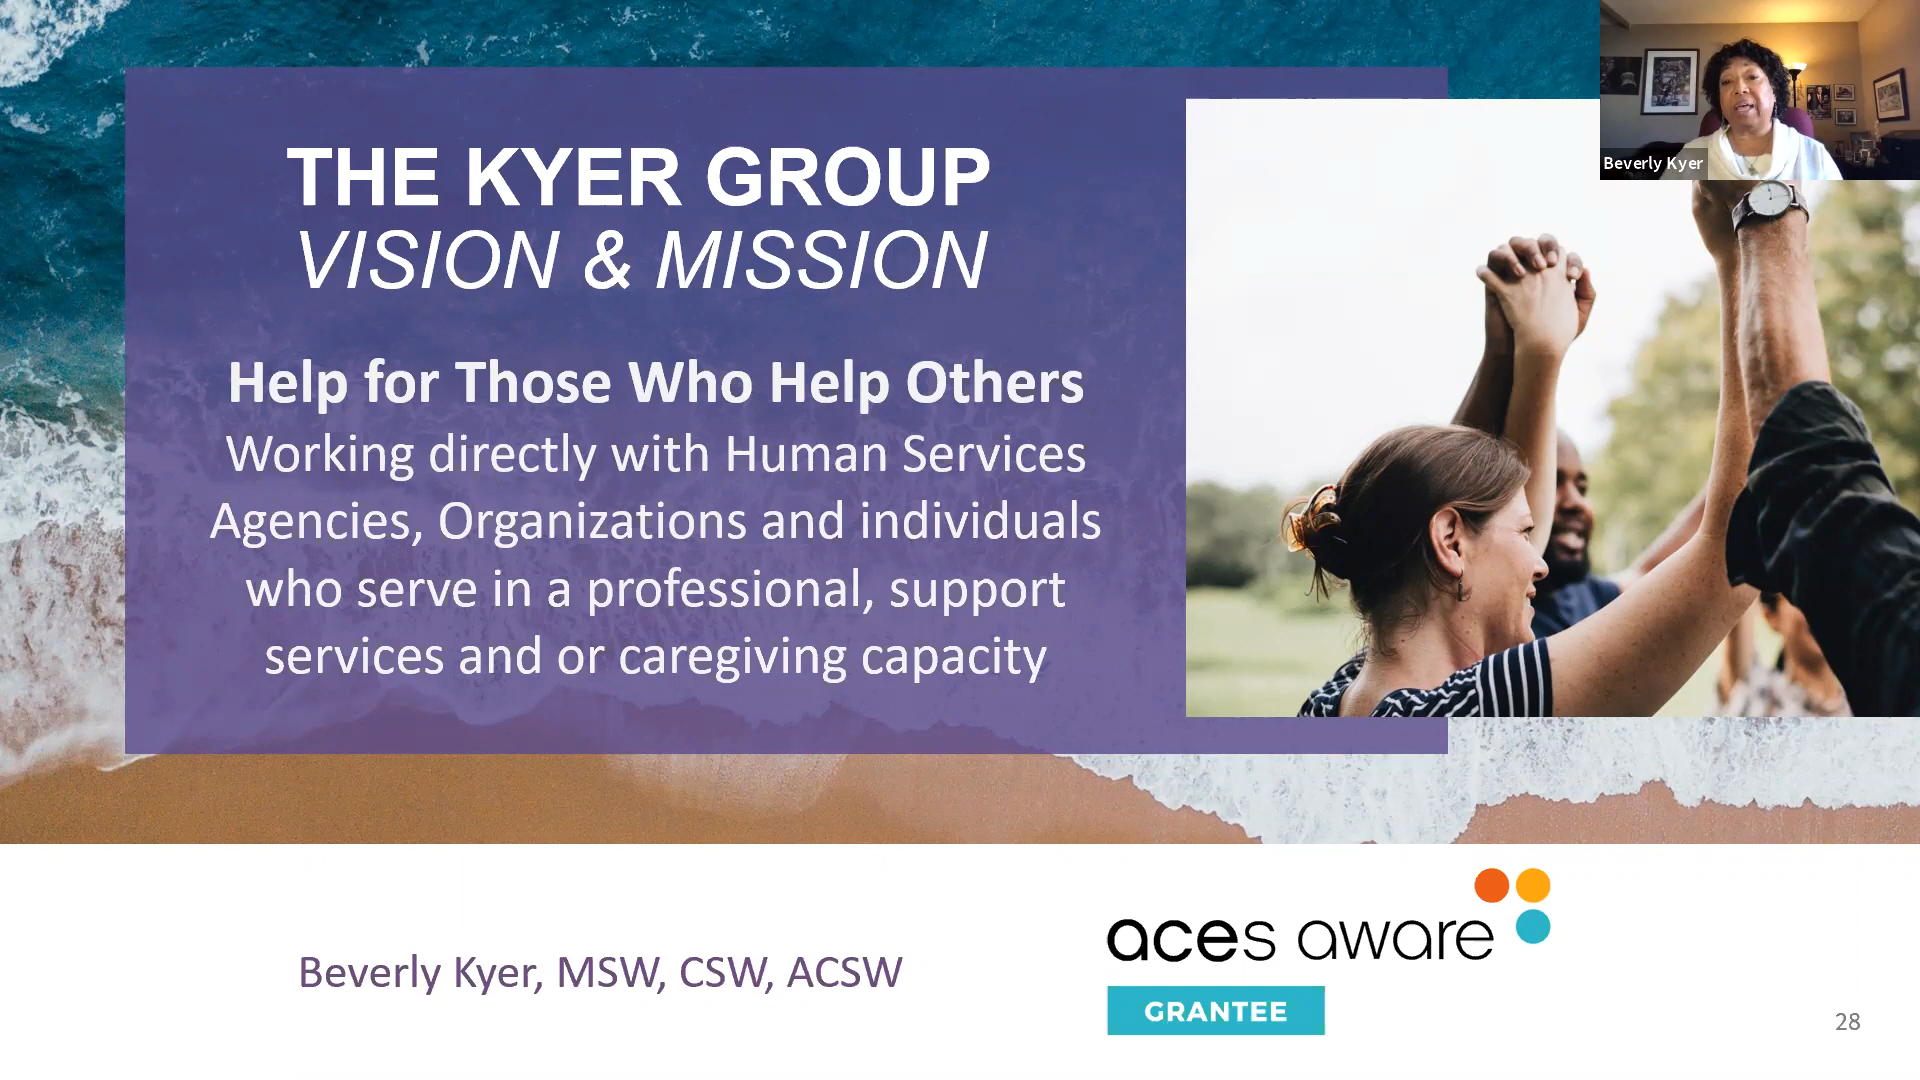 THE KYER GROUP
VISION & MISSION
Help for Those Who Help Others
Working directly with Human Services
Agencies, Organizations and individuals
who serve in a professional, support
services and or caregiving capacity
Beverly Kyer
Beverly Kyer, MSW, CSW, ACSW
aces aware
GRANTEE
28